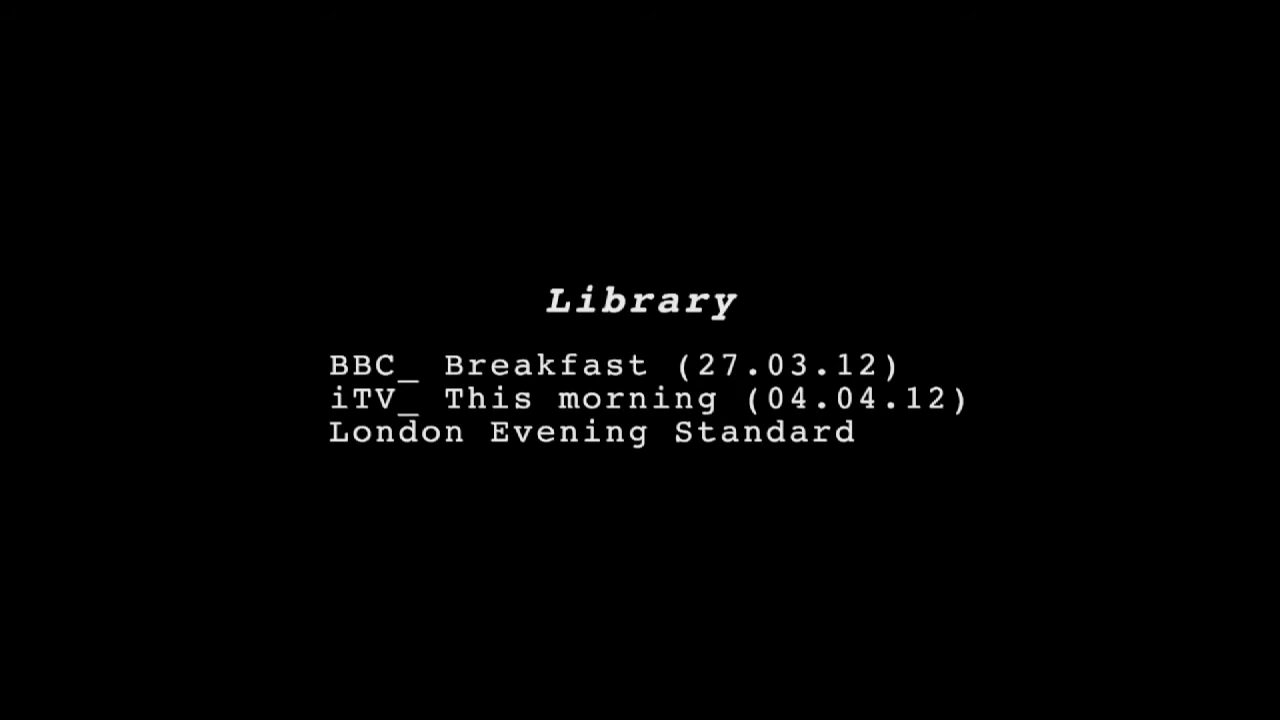 Library
BBC_ Breakfast (27.03.12)
iTV_ This morning (04.04.12)
London Evening Standard